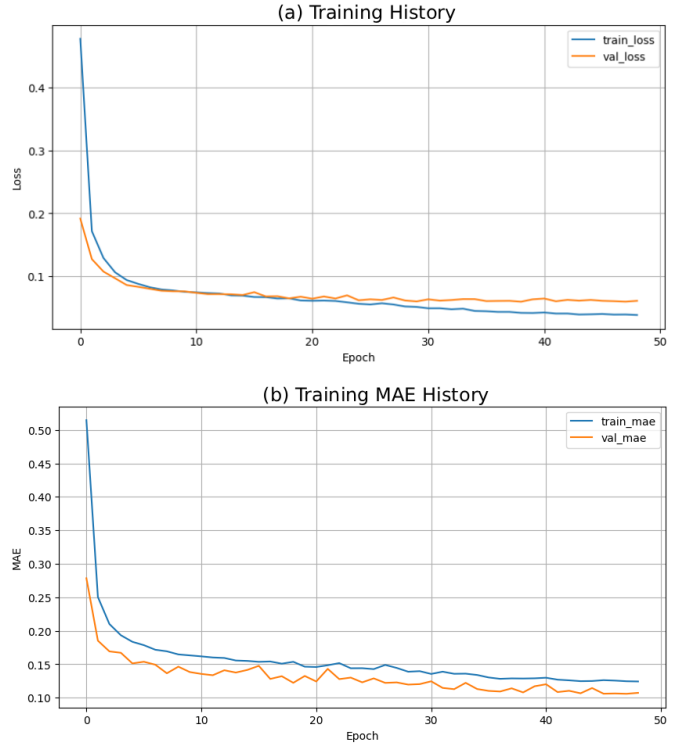 (a) Training History
train_loss
val_loss
0.4
0.3
0.2
0.1
Loss
0 10 20 30 40 50
Epoch
(b) Training MAE History
train_mae
val_mae
0.50
0.45
0.40
0.35
0.30
0.25
0.20
0.15
0.10
MAE
0 10 20 30 40 50
Epoch